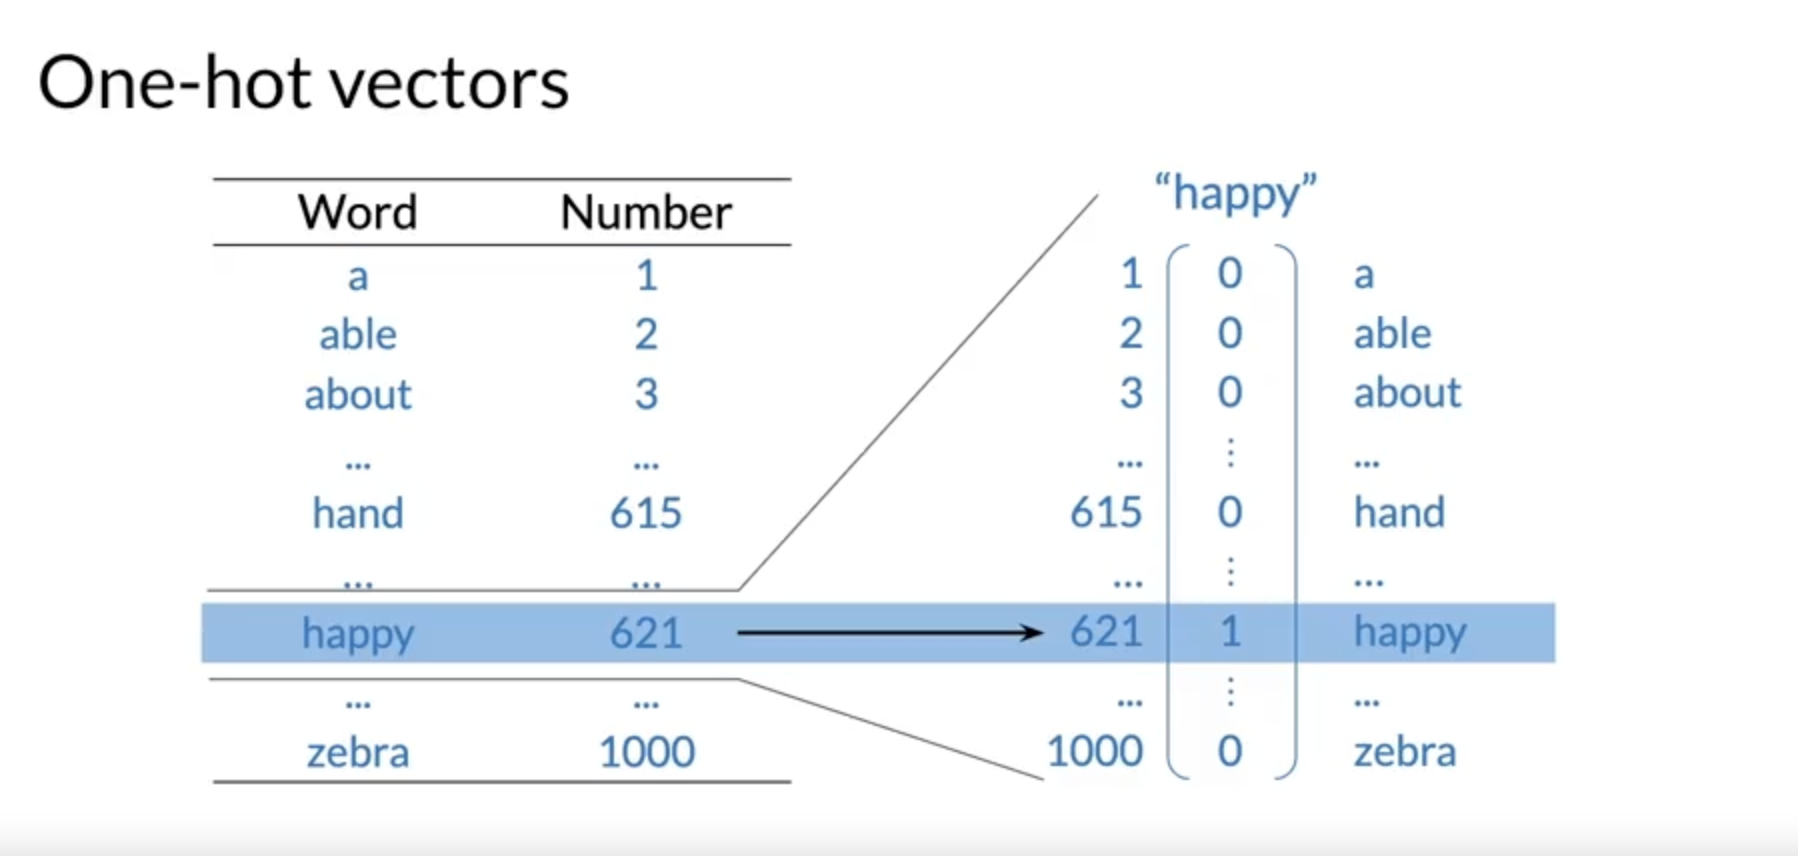 One-hot vectors
“happy”
Word Number
a 1
able 2
about 3
... ...
hand 615
... ...
happy 621
... ...
zebra 1000
1 0 a
2 0 able
3 0 about
... ⋮ ...
615 0 hand
... ⋮ ...
621 1 happy
... ⋮ ...
1000 0 zebra